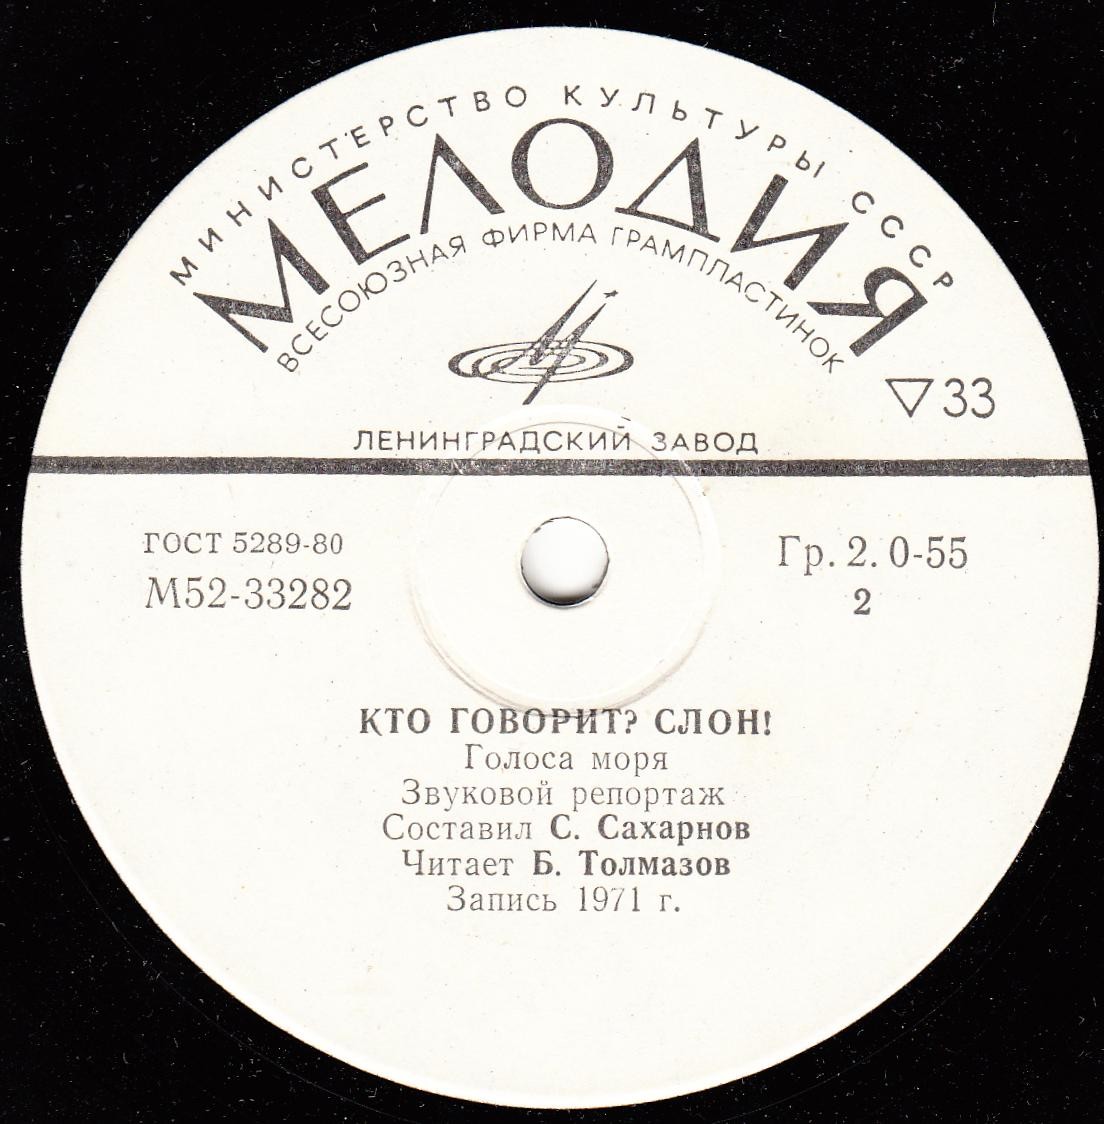 МИНИСТЕРСТВО КУЛЬТУРЫ СССР
МЕЛОДИЯ
ВСЕСОЮЗНАЯ ФИРМА ГРАМПЛАСТИНОК
▽33
ЛЕНИНГРАДСКИЙ ЗАВОД
ГОСТ 5289-80
М52-33282
Гр. 2. 0-55
2
КТО ГОВОРИТ? СЛОН!
Голоса моря
Звуковой репортаж
Составил С. Сахарнов
Читает Б. Толмазов
Запись 1971 г.